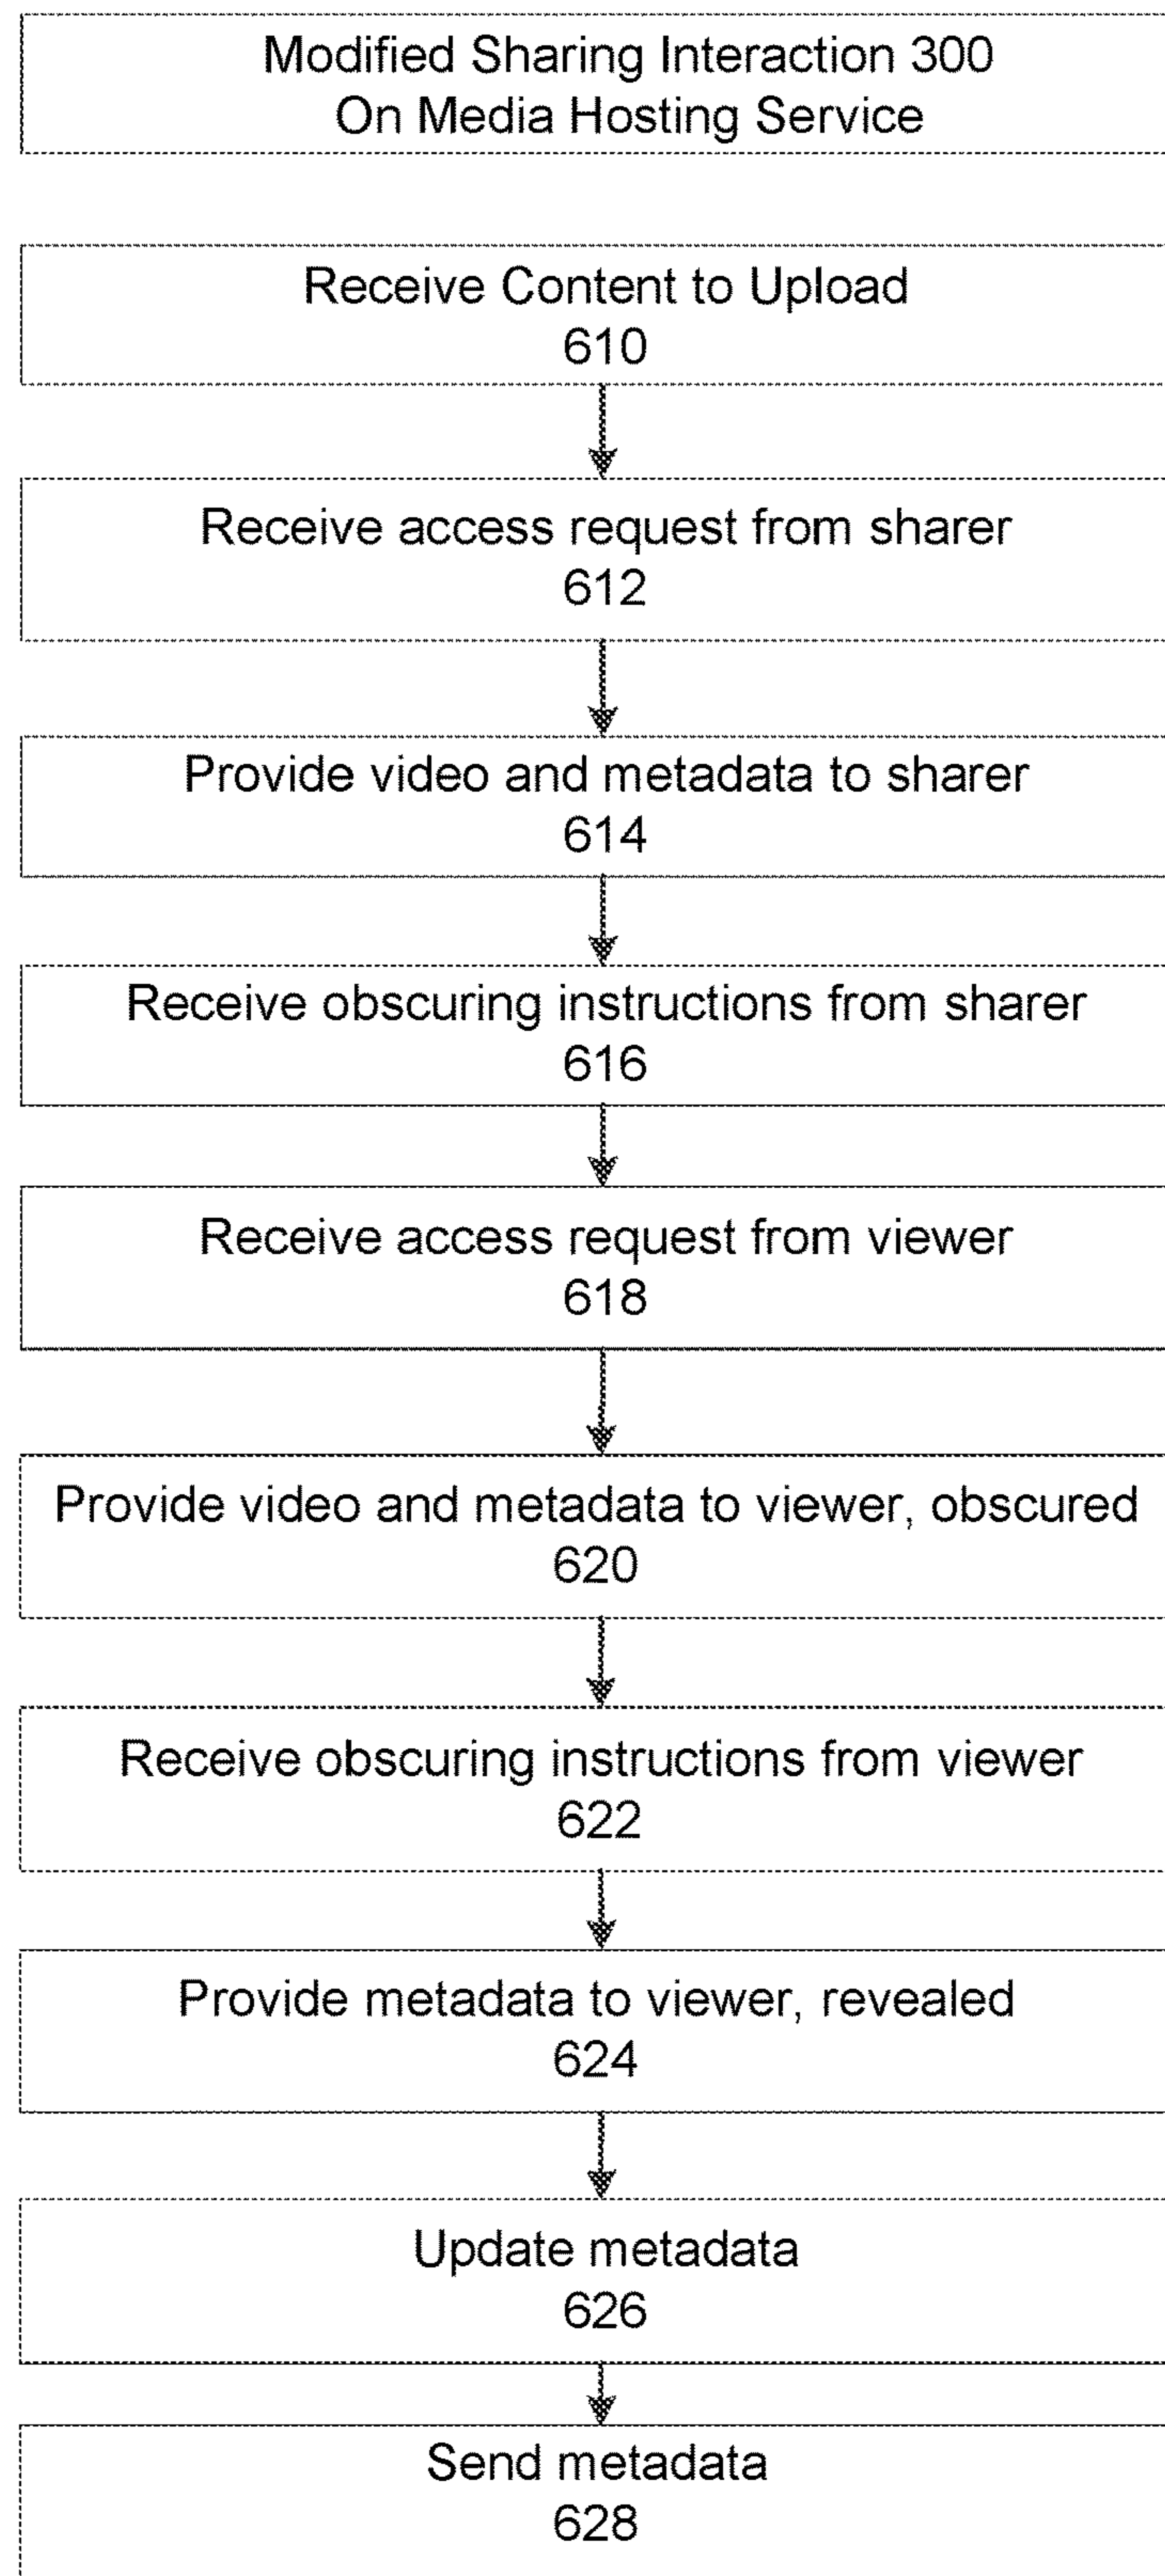 Modified Sharing Interaction 300
On Media Hosting Service
Receive Content to Upload
610
Receive access request from sharer
612
Provide video and metadata to sharer
614
Receive obscuring instructions from sharer
616
Receive access request from viewer
618
Provide video and metadata to viewer, obscured
620
Receive obscuring instructions from viewer
622
Provide metadata to viewer, revealed
624
Update metadata
626
Send metadata
628